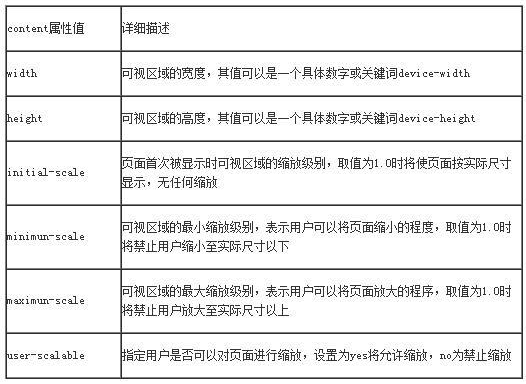 content属性值 详细描述
width 可视区域的宽度，其值可以是一个具体数字或关键词device-width
height 可视区域的高度，其值可以是一个具体数字或关键词device-height
initial-scale 页面首次被显示时可视区域的缩放级别，取值为1.0时将使页面按实际尺寸
显示，无任何缩放
minimun-scale 可视区域的最小缩放级别，表示用户可以将页面缩小的程度，取值为1.0时
将禁止用户缩小至实际尺寸以下
maximun-scale 可视区域的最大缩放级别，表示用户可以将页面放大的程序，取值为1.0时
将禁止用户放大至实际尺寸以上
user-scalable 指定用户是否可以对页面进行缩放，设置为yes将允许缩放，no为禁止缩放